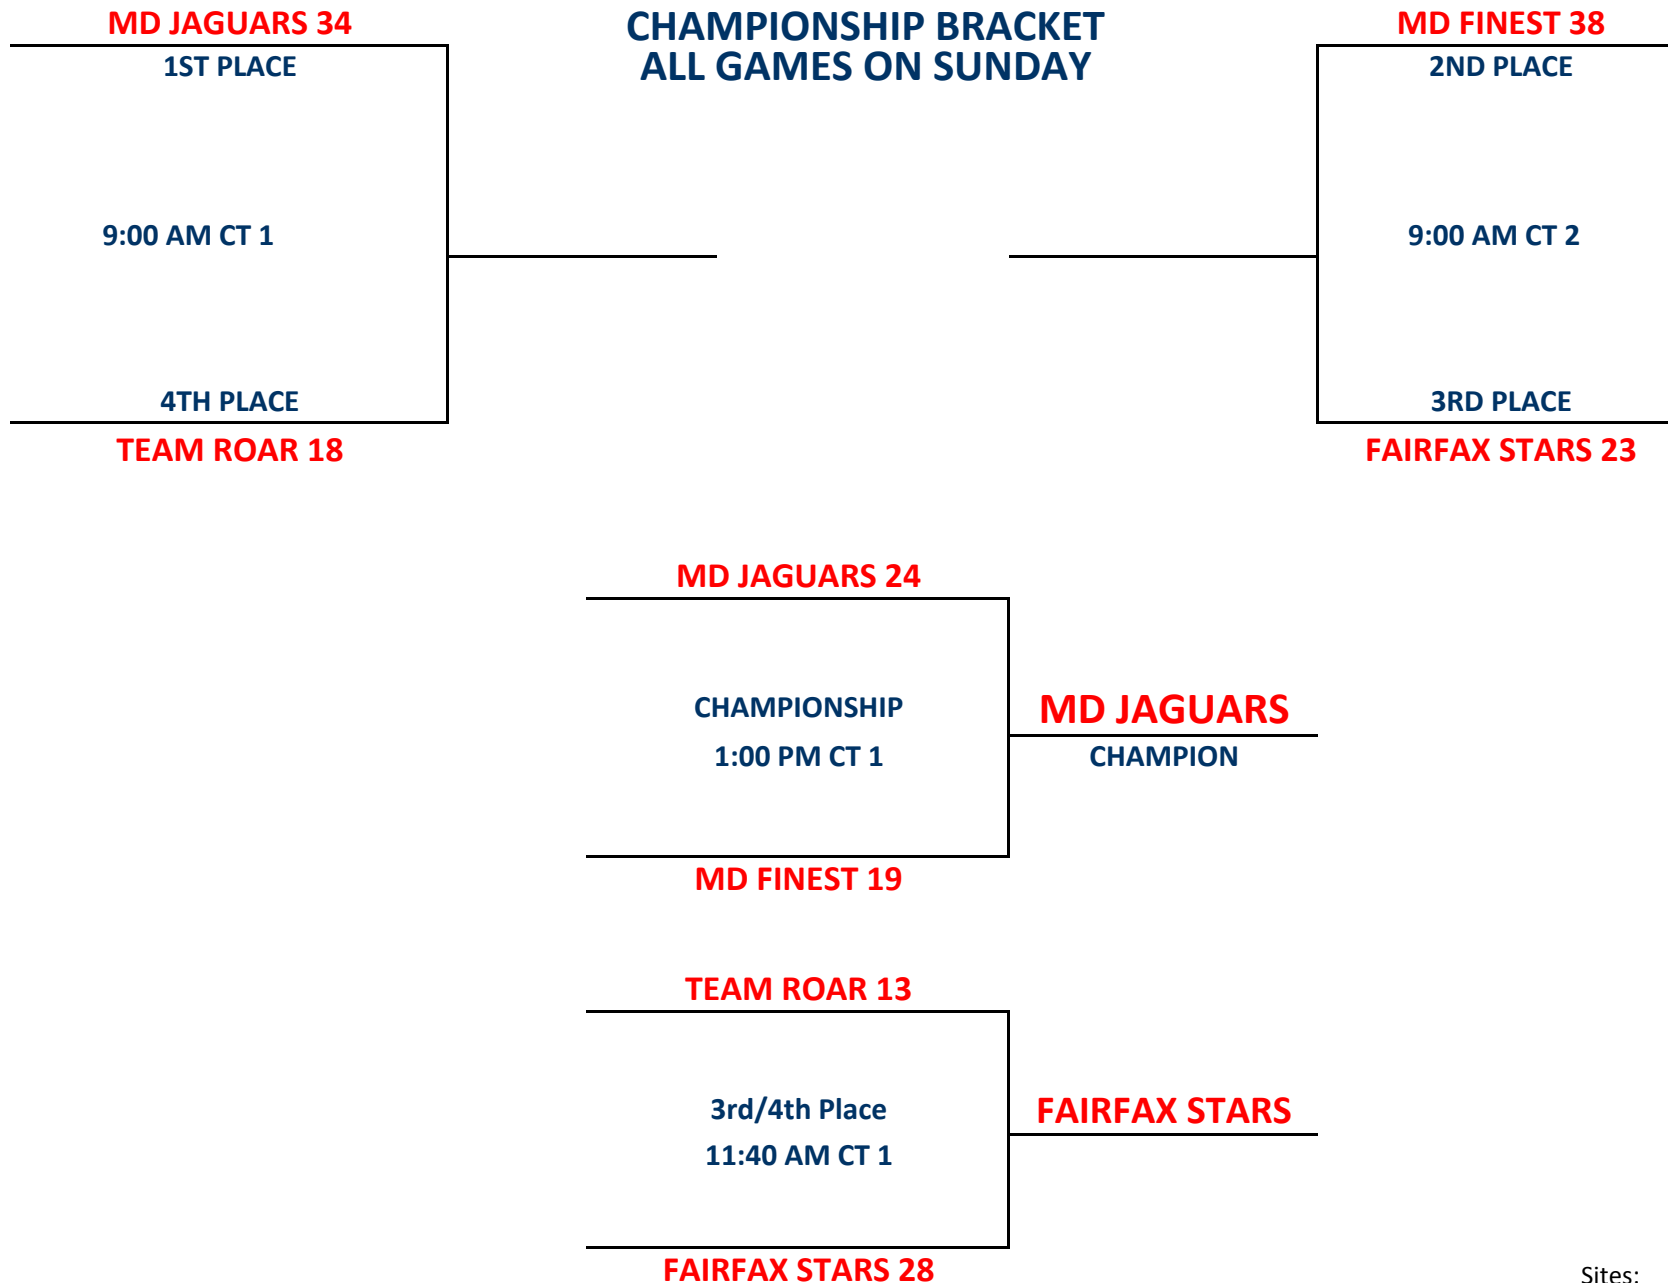 MD JAGUARS 34
CHAMPIONSHIP BRACKET
MD FINEST 38
1ST PLACE
ALL GAMES ON SUNDAY
2ND PLACE
9:00 AM CT 1
9:00 AM CT 2
4TH PLACE
3RD PLACE
TEAM ROAR 18
FAIRFAX STARS 23
MD JAGUARS 24
CHAMPIONSHIP
MD JAGUARS
1:00 PM CT 1
CHAMPION
MD FINEST 19
TEAM ROAR 13
3rd/4th Place
FAIRFAX STARS
11:40 AM CT 1
FAIRFAX STARS 28
Sites: